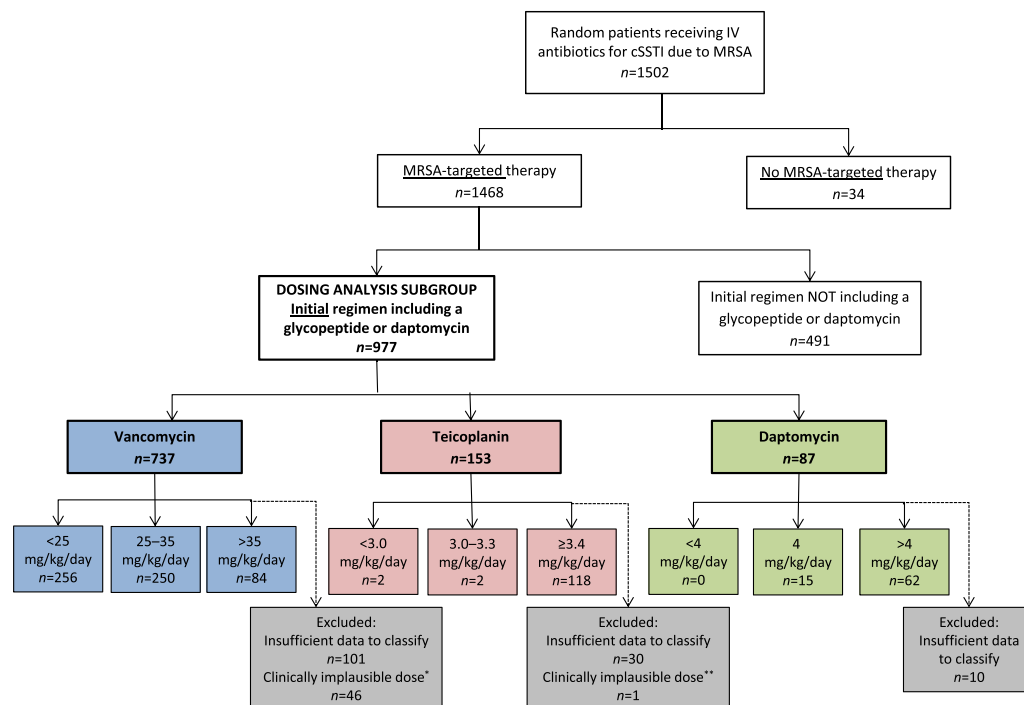 Random patients receiving IV
antibiotics for cSSTI due to MRSA
n=1502
MRSA-targeted therapy
n=1468
No MRSA-targeted therapy
n=34
DOSING ANALYSIS SUBGROUP
Initial regimen including a
glycopeptide or daptomycin
n=977
Initial regimen NOT including a
glycopeptide or daptomycin
n=491
Vancomycin
n=737
Teicoplanin
n=153
Daptomycin
n=87
<25
mg/kg/day
n=256
25–35
mg/kg/day
n=250
>35
mg/kg/day
n=84
<3.0
mg/kg/day
n=2
3.0–3.3
mg/kg/day
n=2
≥3.4
mg/kg/day
n=118
<4
mg/kg/day
n=0
4
mg/kg/day
n=15
>4
mg/kg/day
n=62
Excluded:
Insufficient data to classify
n=101
Clinically implausible dose*
n=46
Excluded:
Insufficient data to classify
n=30
Clinically implausible dose**
n=1
Excluded:
Insufficient data
to classify
n=10